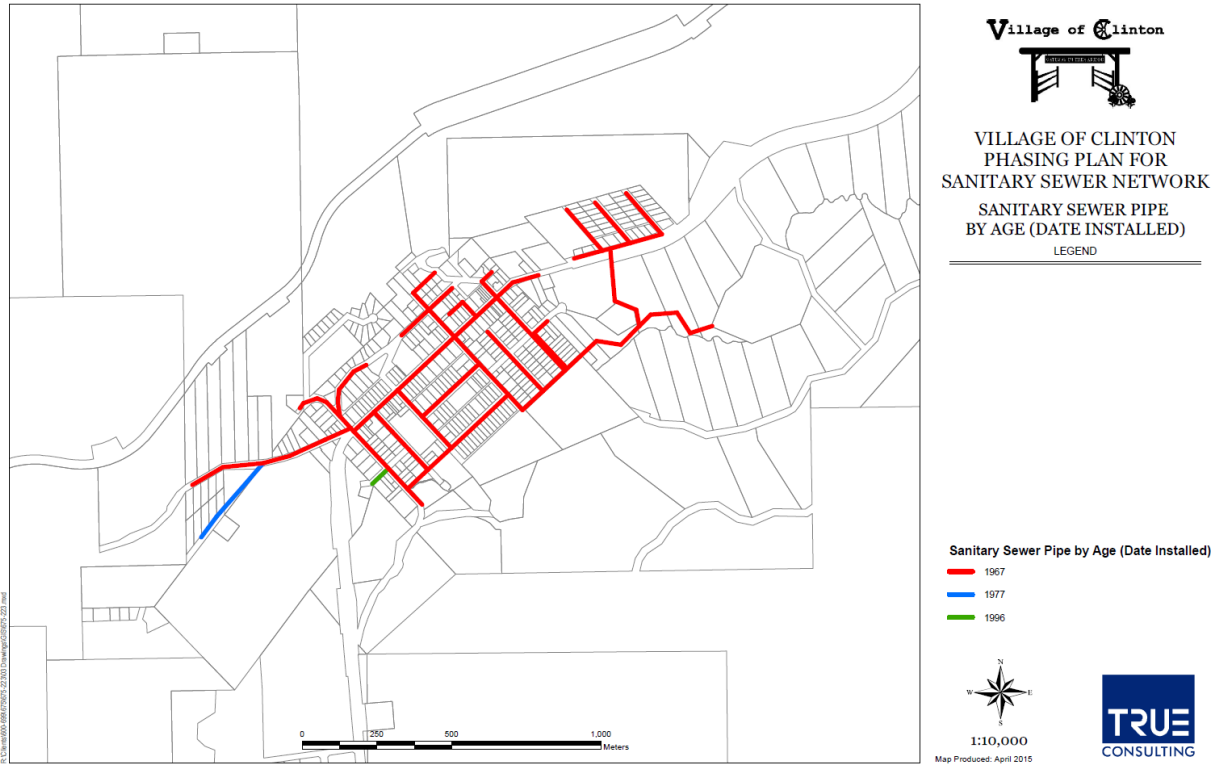 Village of Clinton
VILLAGE OF CLINTON
PHASING PLAN FOR
SANITARY SEWER NETWORK
SANITARY SEWER PIPE
BY AGE (DATE INSTALLED)
LEGEND
Sanitary Sewer Pipe by Age (Date Installed)
1967
1977
1996
N
W E
S
1:10,000
Map Produced: April 2015
TRUE
CONSULTING
0 250 500 1,000
Meters